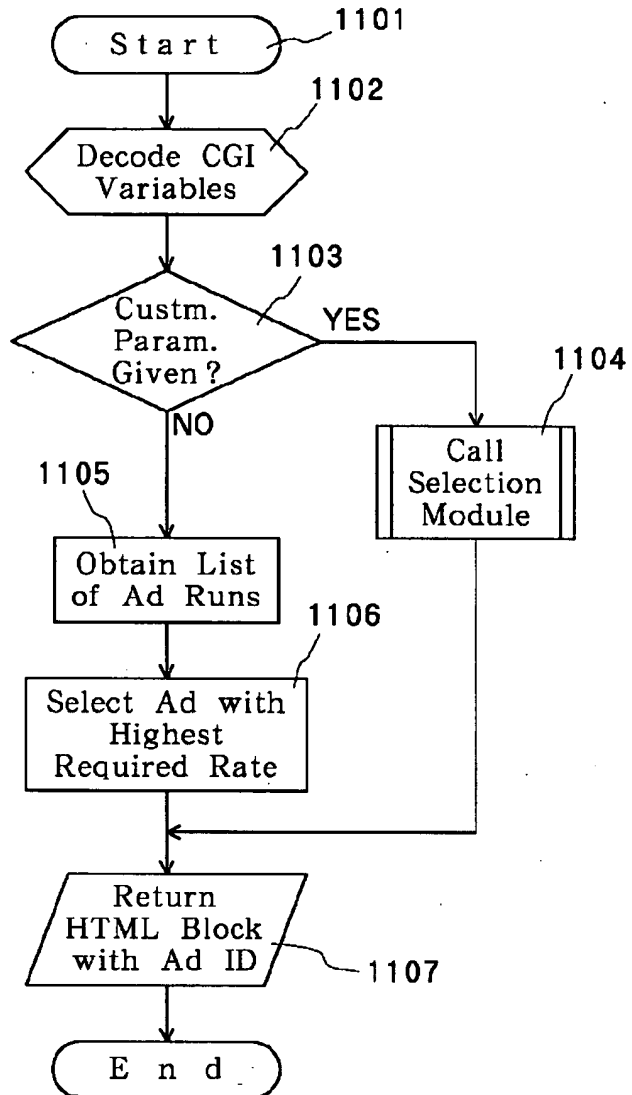 Start
1101
1102
Decode CGI
Variables
1103
Custm.
Param.
Given?
YES
NO
1104
Call
Selection
Module
1105
Obtain List
of Ad Runs
1106
Select Ad with
Highest
Required Rate
Return
HTML Block
with Ad ID
1107
End